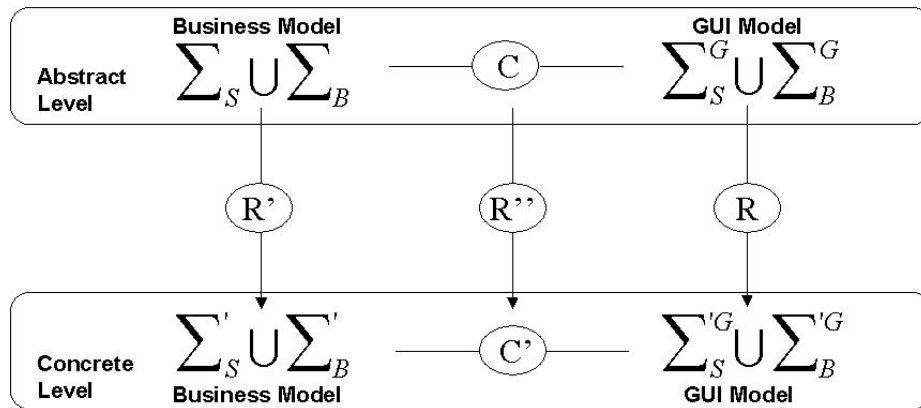 Business Model
GUI Model
Abstract
Level
∑S ∪ ∑B
C
∑S^G ∪ ∑B^G
R’
R’’
R
Concrete
Level
∑'S ∪ ∑'B
C’
∑S^'G ∪ ∑B^'G
Business Model
GUI Model